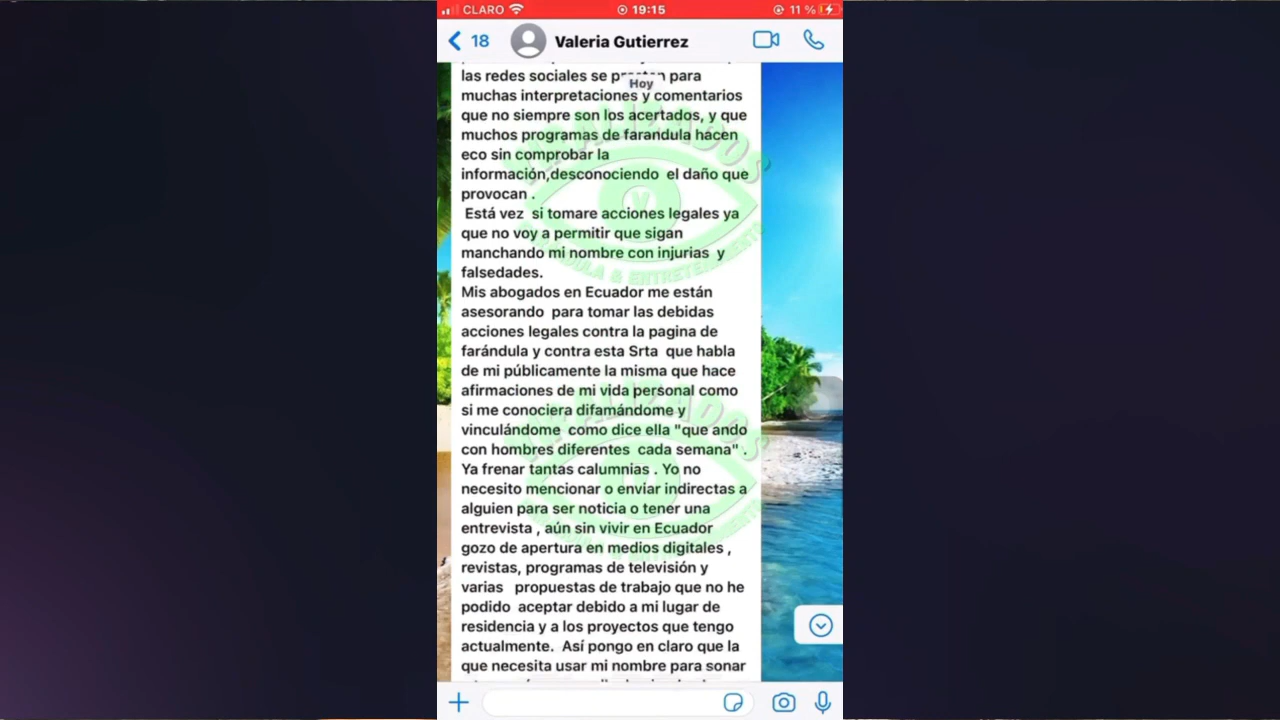 CLARO
19:15
11 %
18
Valeria Gutierrez
las redes sociales se prestan para
Hoy
muchas interpretaciones y comentarios
que no siempre son los acertados, y que
muchos programas de farandula hacen
eco sin comprobar la
información,desconociendo el daño que
provocan .
Está vez si tomare acciones legales ya
que no voy a permitir que sigan
manchando mi nombre con injurias y
falsedades.
Mis abogados en Ecuador me están
asesorando para tomar las debidas
acciones legales contra la pagina de
farándula y contra esta Srta que habla
de mi públicamente la misma que hace
afirmaciones de mi vida personal como
si me conociera difamándome y
vinculándome como dice ella "que ando
con hombres diferentes cada semana" .
Ya frenar tantas calumnias . Yo no
necesito mencionar o enviar indirectas a
alguien para ser noticia o tener una
entrevista , aún sin vivir en Ecuador
gozo de apertura en medios digitales ,
revistas, programas de televisión y
varias propuestas de trabajo que no he
podido aceptar debido a mi lugar de
residencia y a los proyectos que tengo
actualmente. Así pongo en claro que la
que necesita usar mi nombre para sonar